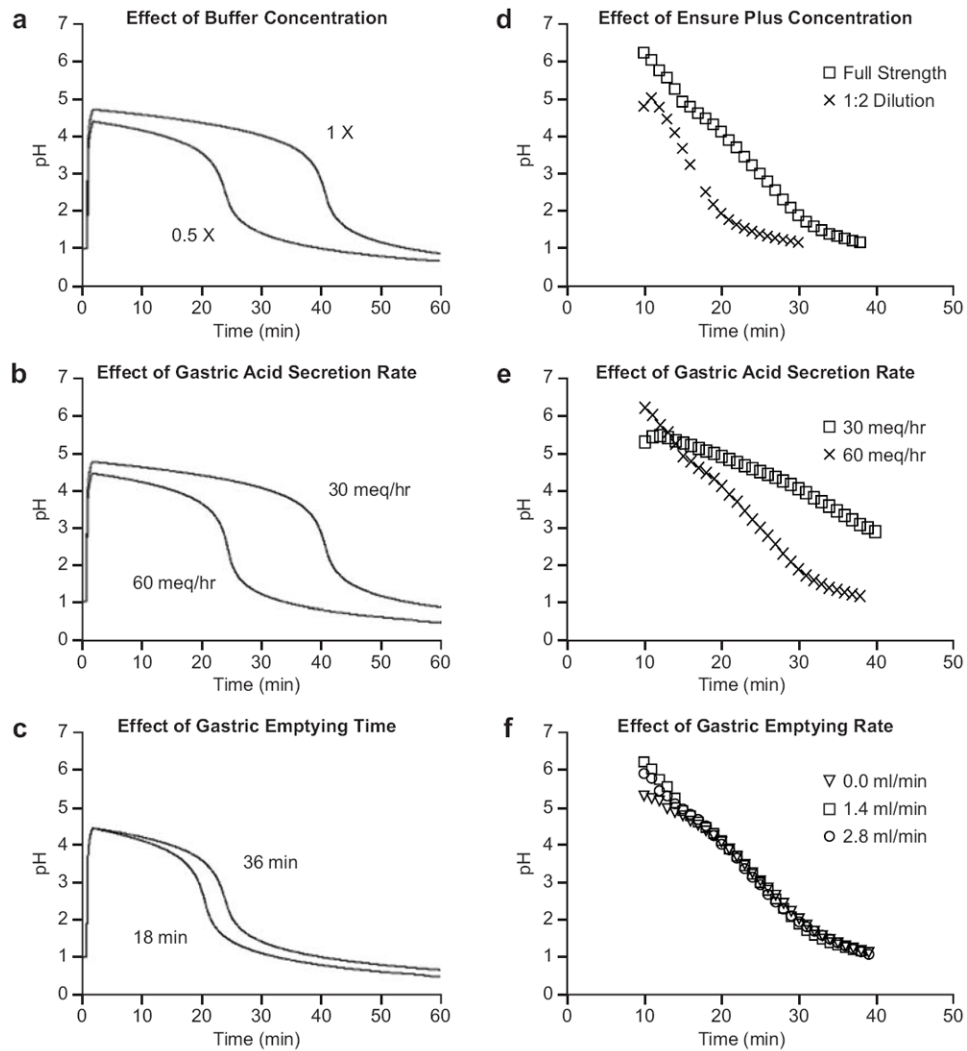 a Effect of Buffer Concentration
7
6
5
4
3
2
1
0
pH
1 X
0.5 X
0 10 20 30 40 50 60
Time (min)
d Effect of Ensure Plus Concentration
7
6
5
4
3
2
1
0
pH
Full Strength
1:2 Dilution
0 10 20 30 40 50
Time (min)
b Effect of Gastric Acid Secretion Rate
7
6
5
4
3
2
1
0
pH
30 meq/hr
60 meq/hr
0 10 20 30 40 50 60
Time (min)
e Effect of Gastric Acid Secretion Rate
7
6
5
4
3
2
1
0
pH
30 meq/hr
60 meq/hr
0 10 20 30 40 50
Time (min)
c Effect of Gastric Emptying Time
7
6
5
4
3
2
1
0
pH
36 min
18 min
0 10 20 30 40 50 60
Time (min)
f Effect of Gastric Emptying Rate
7
6
5
4
3
2
1
0
pH
0.0 ml/min
1.4 ml/min
2.8 ml/min
0 10 20 30 40 50
Time (min)